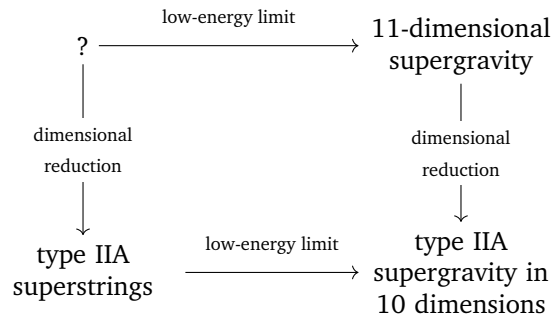 low-energy limit
?
11-dimensional
supergravity
dimensional
reduction
dimensional
reduction
type IIA
superstrings
low-energy limit
type IIA
supergravity in
10 dimensions